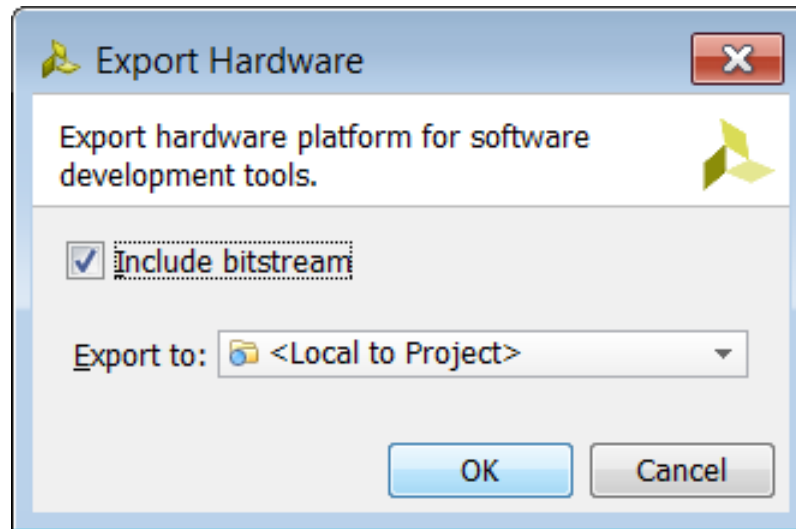 Export Hardware
Export hardware platform for software
development tools.
Include bitstream
Export to: <Local to Project>
OK Cancel